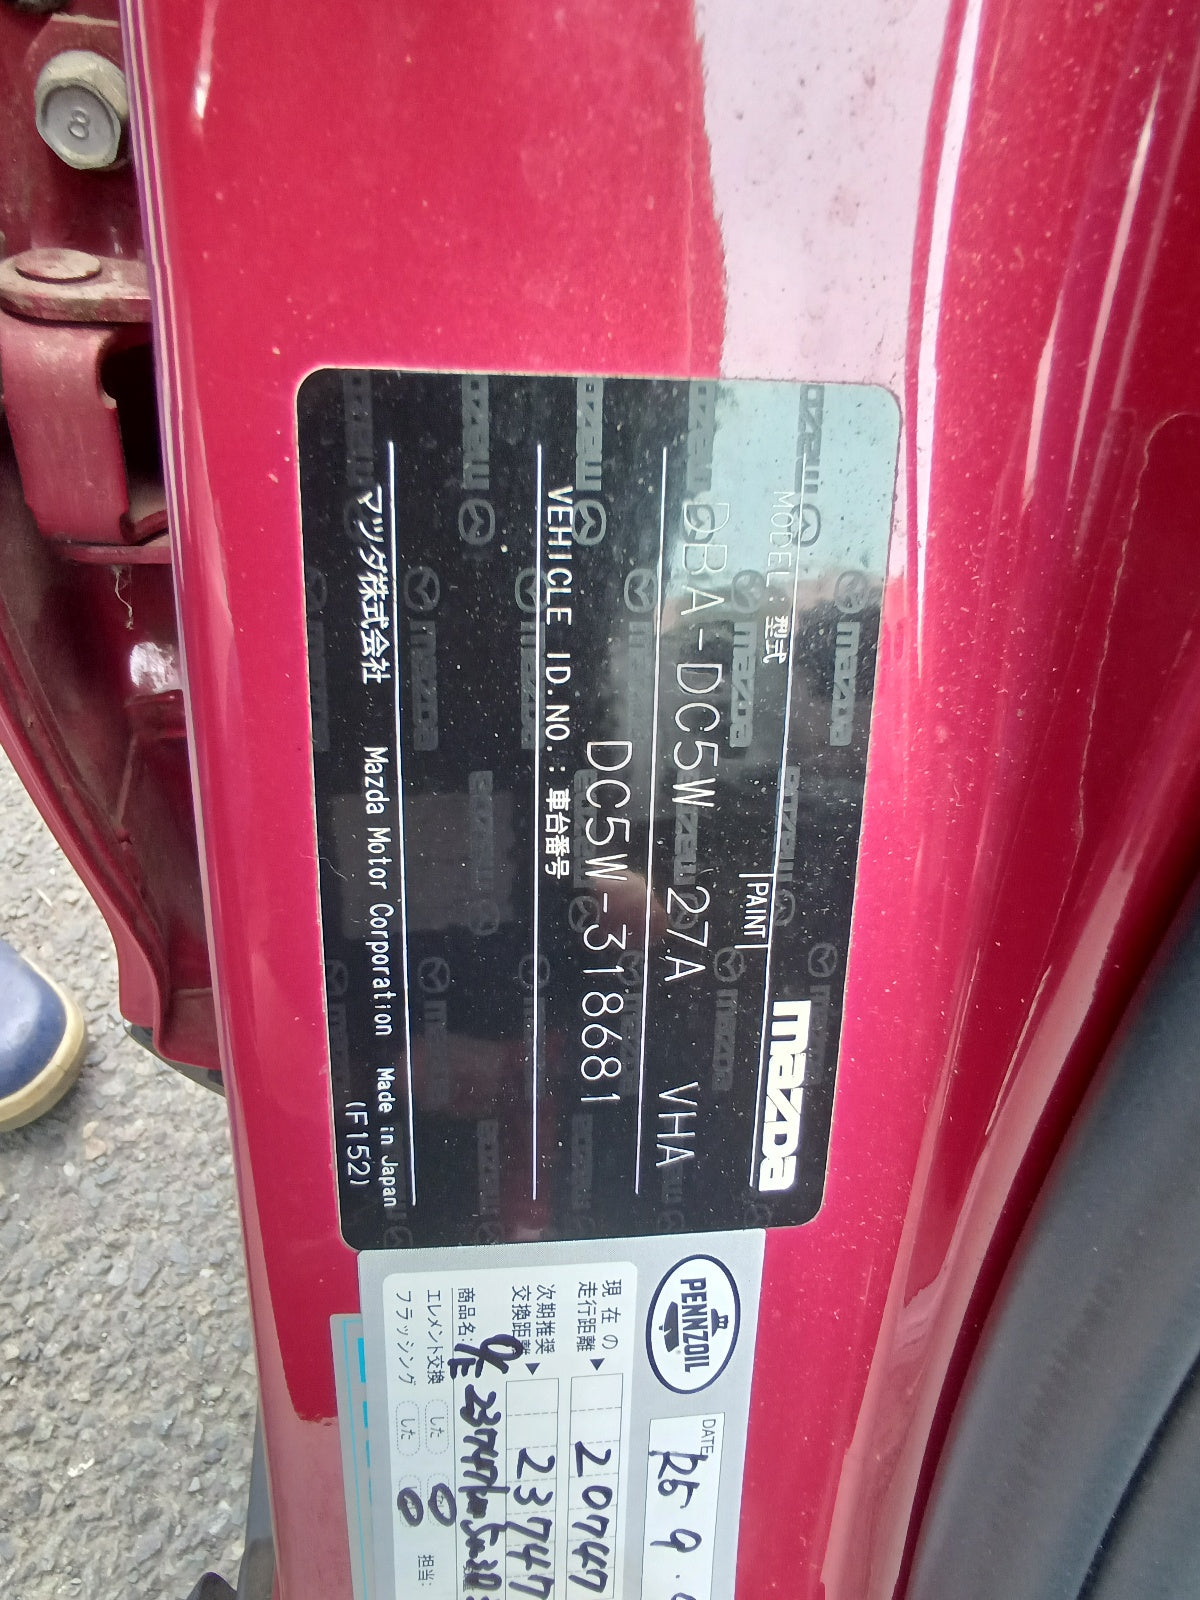 mazda
MODEL: 型式
PAINT
DBA-DC5W 27A VHA
VEHICLE ID.NO.: 車台番号
DC5W-318681
マツダ株式会社 Mazda Motor Corporation Made in Japan
(F152)
PENNZOIL
DATE
R5 9.
現在の
走行距離 ▶ 20747
次期推奨
交換距離 ▶ 23747
商品名:
エレメント交換 した
フラッシング した
担当:
8